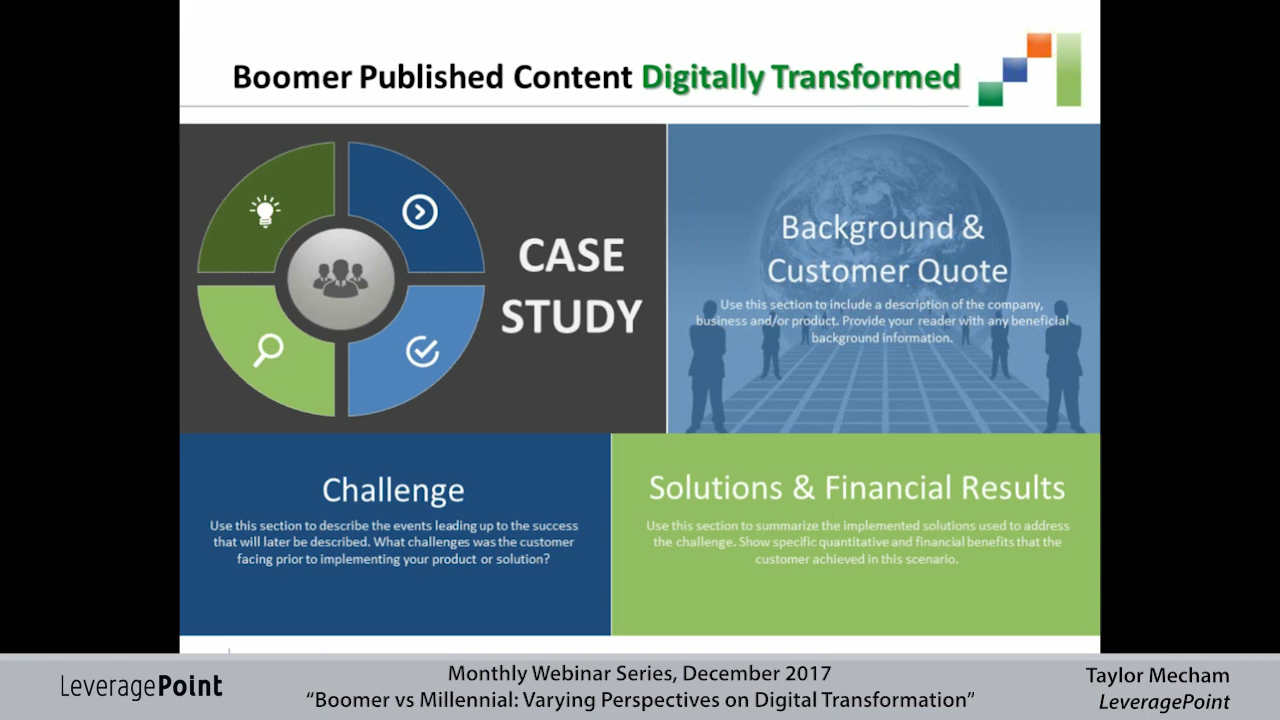 Boomer Published Content Digitally Transformed
CASE
STUDY
Background &
Customer Quote
Use this section to include a description of the company,
business and/or product. Provide your reader with any beneficial
background information.
Challenge
Use this section to describe the events leading up to the success
that will later be described. What challenges was the customer
facing prior to implementing your product or solution?
Solutions & Financial Results
Use this section to summarize the implemented solutions used to address
the challenge. Show specific quantitative and financial benefits that the
customer achieved in this scenario.
LeveragePoint
Monthly Webinar Series, December 2017
“Boomer vs Millennial: Varying Perspectives on Digital Transformation”
Taylor Mecham
LeveragePoint